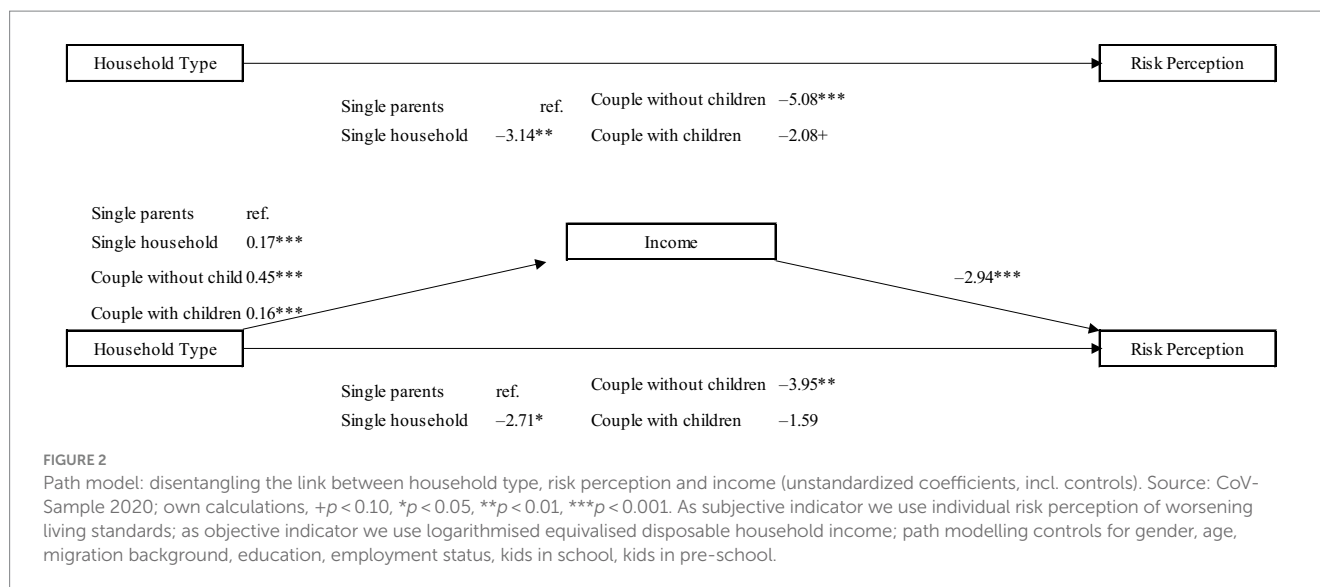 Household Type
Risk Perception
Single parents ref.
Single household –3.14**
Couple without children –5.08***
Couple with children –2.08+
Single parents ref.
Single household 0.17***
Couple without child 0.45***
Couple with children 0.16***
Income
–2.94***
Household Type
Risk Perception
Single parents ref.
Single household –2.71*
Couple without children –3.95**
Couple with children –1.59
FIGURE 2
Path model: disentangling the link between household type, risk perception and income (unstandardized coefficients, incl. controls). Source: CoV-
Sample 2020; own calculations, +p < 0.10, *p < 0.05, **p < 0.01, ***p < 0.001. As subjective indicator we use individual risk perception of worsening
living standards; as objective indicator we use logarithmised equivalised disposable household income; path modelling controls for gender, age,
migration background, education, employment status, kids in school, kids in pre-school.